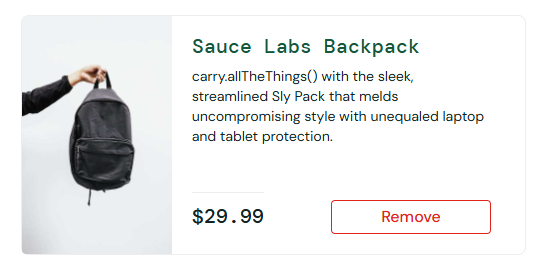 Sauce Labs Backpack
carry.allTheThings() with the sleek,
streamlined Sly Pack that melds
uncompromising style with unequaled laptop
and tablet protection.
$29.99
Remove